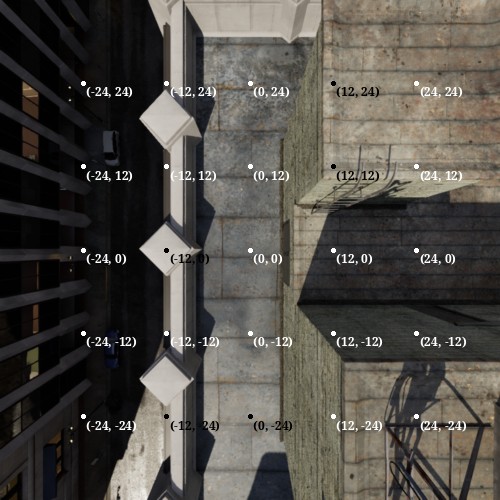 (-24, 24) (-12, 24) (0, 24) (12, 24) (24, 24)
(-24, 12) (-12, 12) (0, 12) (12, 12) (24, 12)
(-24, 0) (-12, 0) (0, 0) (12, 0) (24, 0)
(-24, -12) (-12, -12) (0, -12) (12, -12) (24, -12)
(-24, -24) (-12, -24) (0, -24) (12, -24) (24, -24)